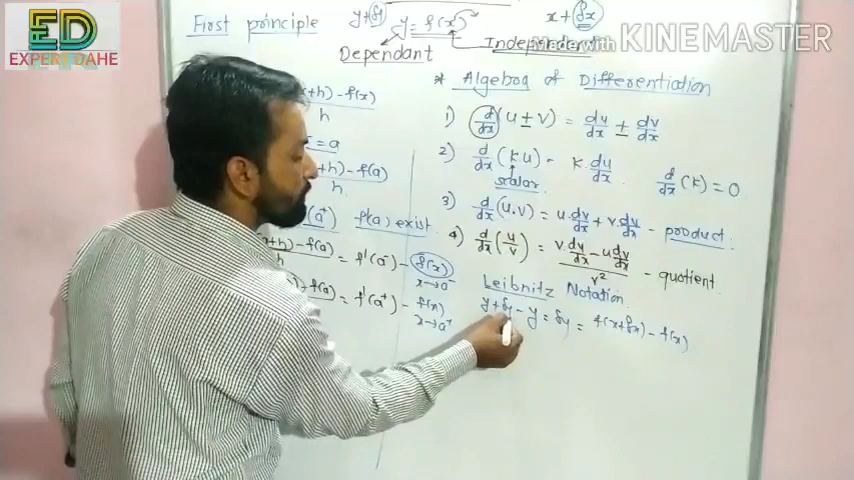 ED
EXPERT DAHE
Made with KINEMASTER
First principle
y+δy
y = f(x)
x+δx
Dependant
Independent
f(x+h) - f(x)
h
= a
+h) - f(a)
h
(a⁺) f'(a) exist
+h) - f(a) = f'(a⁻) - f(x)
x→a⁻
) - f(a) = f'(a⁺) - f(x)
x→a⁺
* Algebra of Differentiation
1) d/dx (u ± v) = du/dx ± dv/dx
2) d/dx (k u) = k. du/dx
scalar
d/dx (k) = 0
3) d/dx (u.v) = u.dv/dx + v.du/dx - product
4) d/dx (u/v) = v.du/dx - u dv/dx / v² - quotient
Leibnitz Notation
y+δy - y = δy = f(x+δx) - f(x)